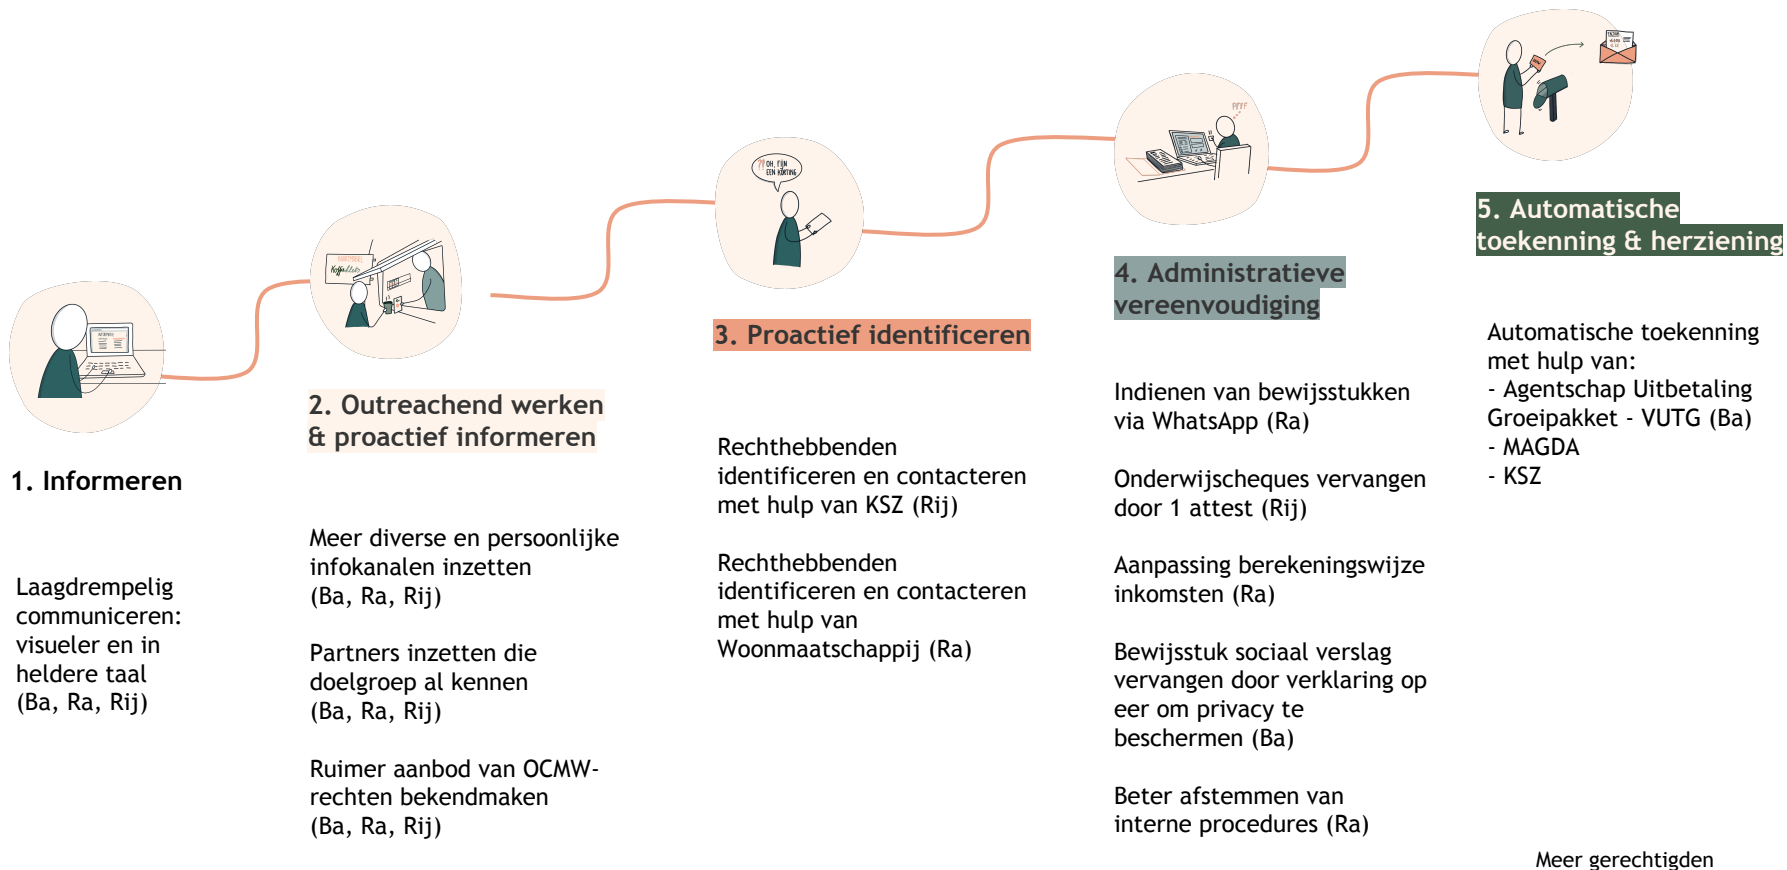 1. Informeren
Laagdrempelig
communiceren:
visueler en in
heldere taal
(Ba, Ra, Rij)
2. Outreachend werken
& proactief informeren
Meer diverse en persoonlijke
infokanalen inzetten
(Ba, Ra, Rij)
Partners inzetten die
doelgroep al kennen
(Ba, Ra, Rij)
Ruimer aanbod van OCMW-
rechten bekendmaken
(Ba, Ra, Rij)
?? OH, FIJN
EEN KORTING
3. Proactief identificeren
Rechthebbenden
identificeren en contacteren
met hulp van KSZ (Rij)
Rechthebbenden
identificeren en contacteren
met hulp van
Woonmaatschappij (Ra)
PFFF
4. Administratieve
vereenvoudiging
Indienen van bewijsstukken
via WhatsApp (Ra)
Onderwijscheques vervangen
door 1 attest (Rij)
Aanpassing berekeningswijze
inkomsten (Ra)
Bewijsstuk sociaal verslag
vervangen door verklaring op
eer om privacy te
beschermen (Ba)
Beter afstemmen van
interne procedures (Ra)
5. Automatische
toekenning & herziening
Automatische toekenning
met hulp van:
- Agentschap Uitbetaling
Groeipakket - VUTG (Ba)
- MAGDA
- KSZ
Meer gerechtigden